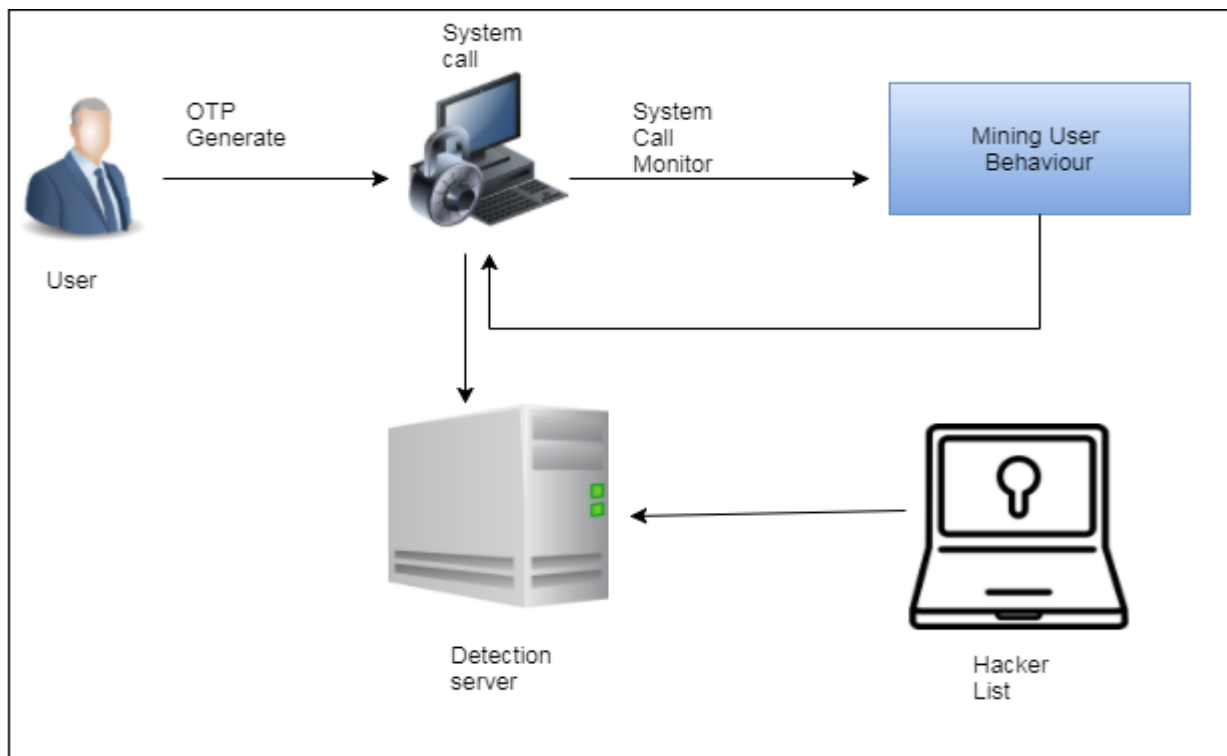 System
call
OTP
Generate
System
Call
Monitor
Mining User
Behaviour
User
Detection
server
Hacker
List